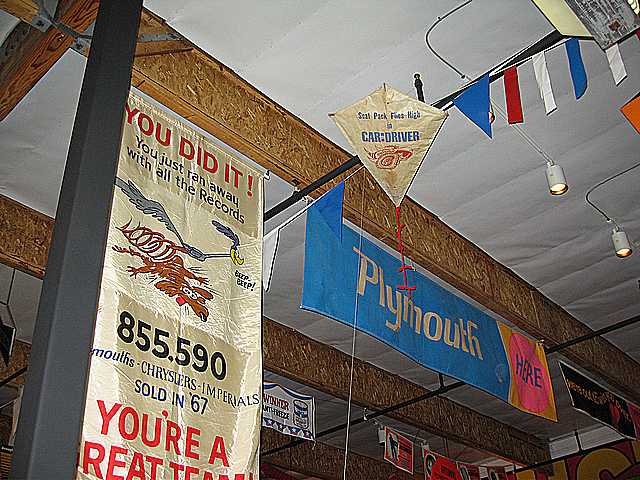 YOU DID IT!
You just ran away
with all the Records
BEEP-BEEP!
855,590
mouths-CHRYSLERS-IMPERIALS
SOLD IN '67
YOU'RE A
REAT TEAM!
Scat Pack Flies High
in
CAR and DRIVER
Plymouth
HERE